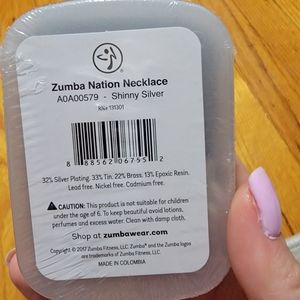 Zumba Nation Necklace
A0A00579 - Shinny Silver
RN# 131301
8 88562 06755 2
32% Silver Plating. 33% Tin. 22% Brass. 13% Epoxic Resin.
Lead free. Nickel free. Cadmium free.
CAUTION: This product is not suitable for children
under the age of 6. To keep beautiful avoid lotions,
perfumes and excess water. Clean with damp cloth.
Shop at zumbawear.com
Copyright © 2017 Zumba Fitness, LLC. Zumba® and the Zumba logos
are trademarks of Zumba Fitness, LLC.
MADE IN COLOMBIA